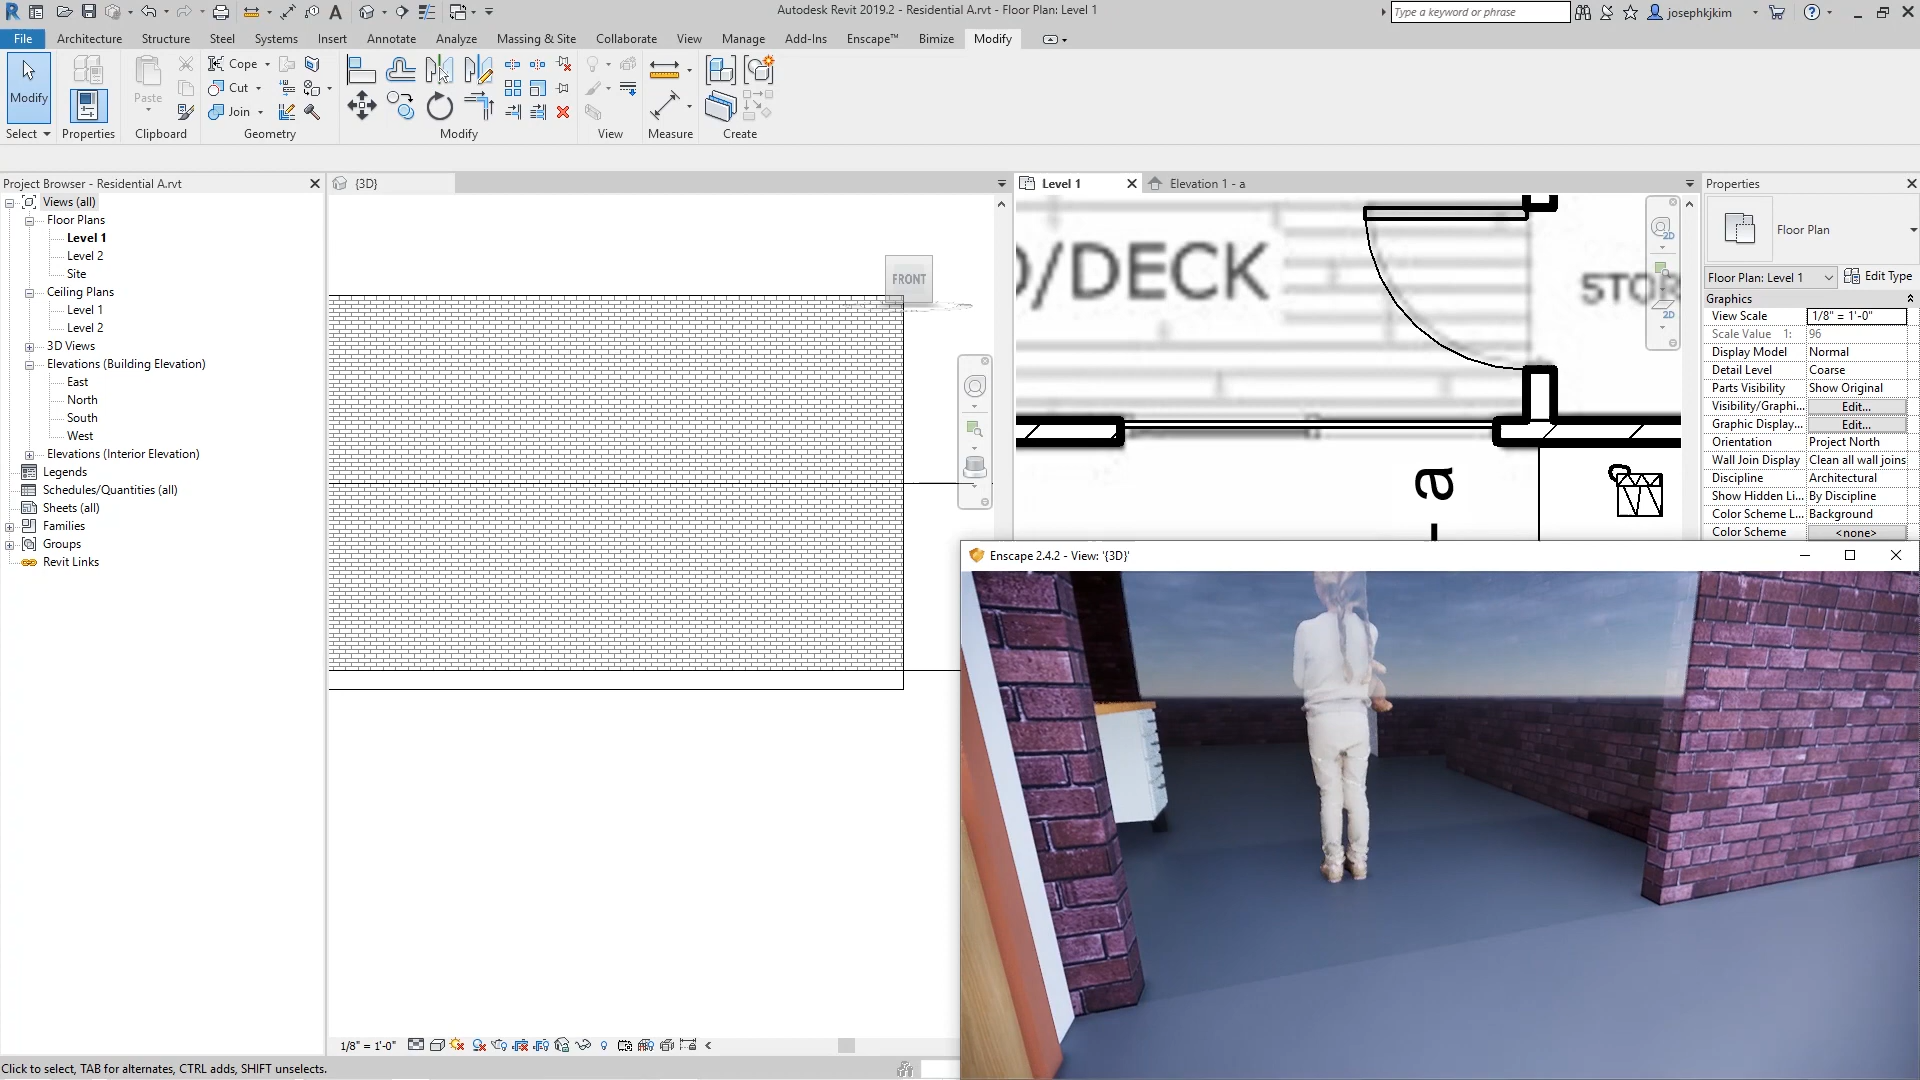 Autodesk Revit 2019.2 - Residential A.rvt - Floor Plan: Level 1
Type a keyword or phrase
josephkjkim
File Architecture Structure Steel Systems Insert Annotate Analyze Massing & Site Collaborate View Manage Add-Ins Enscape™ Bimize Modify
Modify
Paste
Cope
Cut
Join
Select Properties Clipboard Geometry Modify View Measure Create
Project Browser - Residential A.rvt
Views (all)
Floor Plans
Level 1
Level 2
Site
Ceiling Plans
Level 1
Level 2
3D Views
Elevations (Building Elevation)
East
North
South
West
Elevations (Interior Elevation)
Legends
Schedules/Quantities (all)
Sheets (all)
Families
Groups
Revit Links
{3D}
FRONT
1/8" = 1'-0"
Level 1
Elevation 1 - a
/DECK
STOR
2D
2D
- a
Properties
Floor Plan
Floor Plan: Level 1 Edit Type
Graphics
View Scale 1/8" = 1'-0"
Scale Value 1: 96
Display Model Normal
Detail Level Coarse
Parts Visibility Show Original
Visibility/Graphi... Edit...
Graphic Display... Edit...
Orientation Project North
Wall Join Display Clean all wall joins
Discipline Architectural
Show Hidden Li... By Discipline
Color Scheme L... Background
Color Scheme <none>
Enscape 2.4.2 - View: '{3D}'
Click to select, TAB for alternates, CTRL adds, SHIFT unselects.